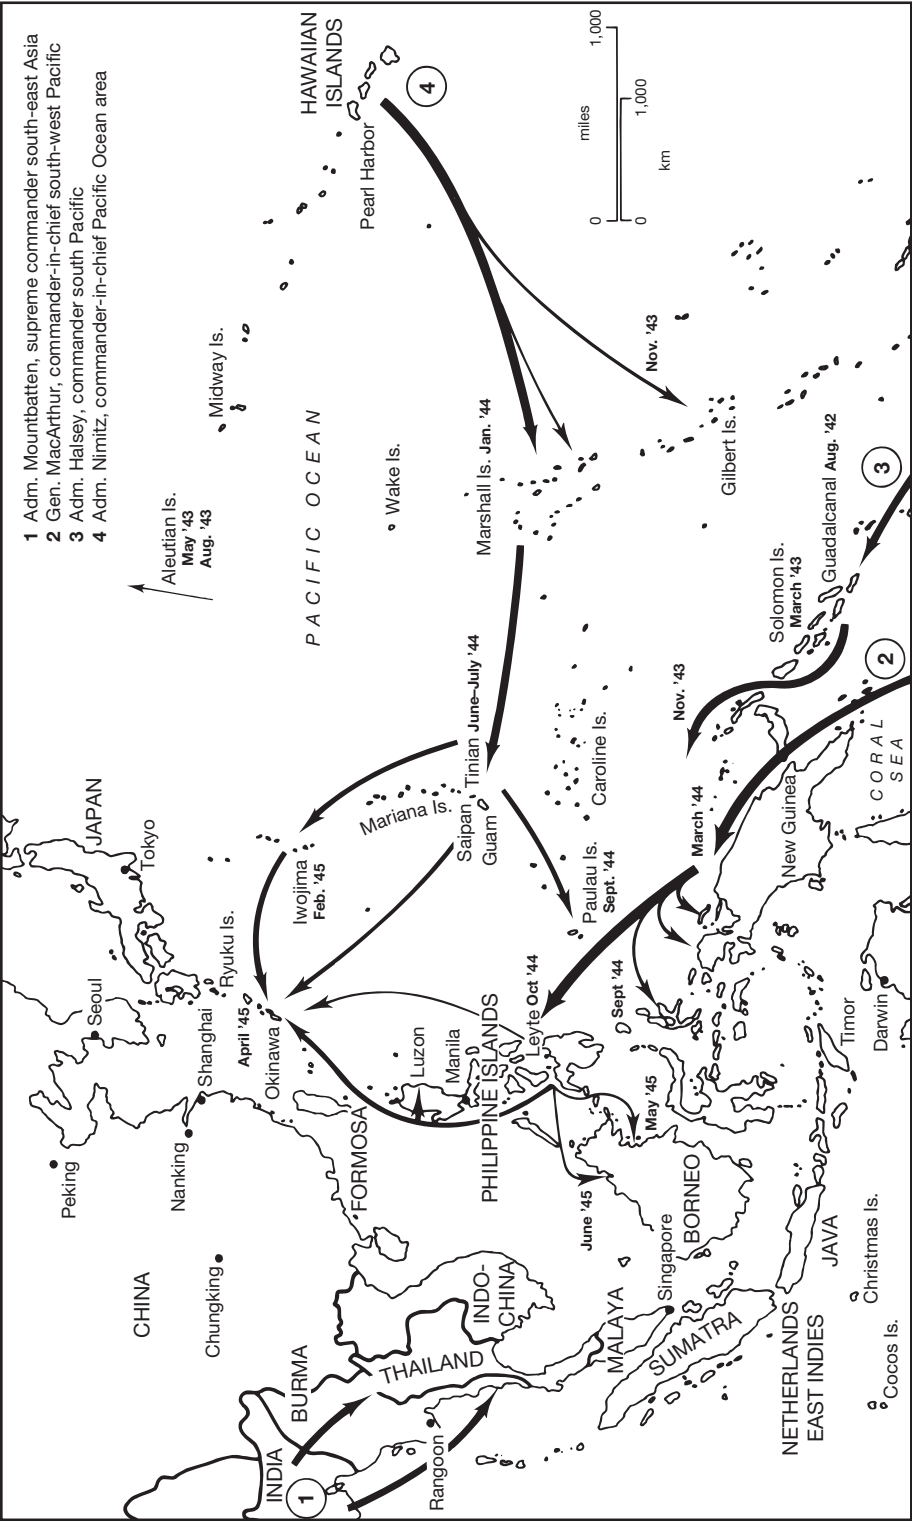 1 Adm. Mountbatten, supreme commander south-east Asia
2 Gen. MacArthur, commander-in-chief south-west Pacific
3 Adm. Halsey, commander south Pacific
4 Adm. Nimitz, commander-in-chief Pacific Ocean area
Aleutian Is.
May '43
Aug. '43
Midway Is.
HAWAIIAN
ISLANDS
Pearl Harbor
4
PACIFIC OCEAN
Wake Is.
Marshall Is. Jan. '44
Nov. '43
Gilbert Is.
miles
0
1,000
0
1,000
km
Guadalcanal Aug. '42
3
Solomon Is.
March '43
2
CORAL
SEA
Nov. '43
March '44
New Guinea
Caroline Is.
Tinian June–July '44
Mariana Is.
Saipan
Guam
Paulau Is.
Sept. '44
JAPAN
Tokyo
Iwojima
Feb. '45
Ryuku Is.
April '45
Okinawa
Seoul
Shanghai
Peking
Nanking
Chungking
CHINA
FORMOSA
Luzon
Manila
PHILIPPINE ISLANDS
Leyte Oct '44
Sept '44
May '45
June '45
BORNEO
Timor
Darwin
INDIA
1
BURMA
Rangoon
THAILAND
INDO-
CHINA
MALAYA
Singapore
SUMATRA
NETHERLANDS
EAST INDIES
JAVA
Christmas Is.
Cocos Is.